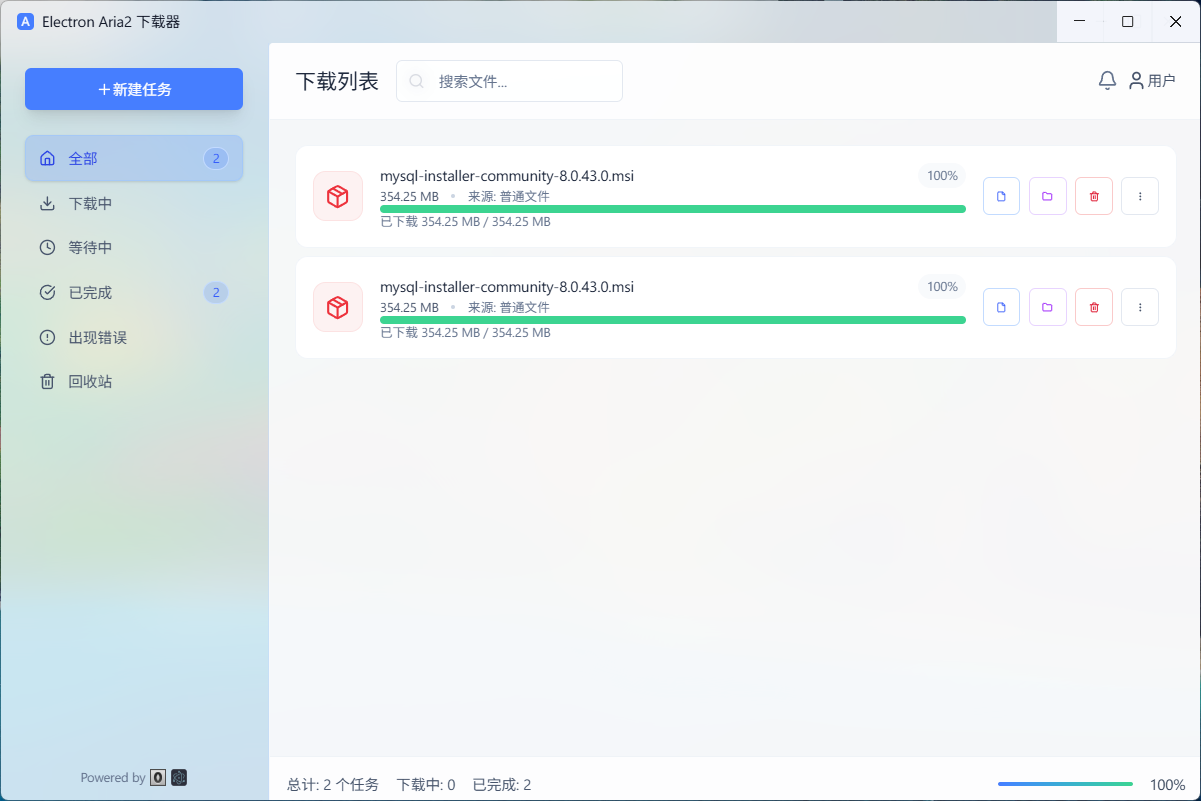 A Electron Aria2 下载器
+新建任务
全部 2
下载中
等待中
已完成 2
出现错误
回收站
Powered by
下载列表
搜索文件...
用户
mysql-installer-community-8.0.43.0.msi 100%
354.25 MB • 来源: 普通文件
已下载 354.25 MB / 354.25 MB
mysql-installer-community-8.0.43.0.msi 100%
354.25 MB • 来源: 普通文件
已下载 354.25 MB / 354.25 MB
总计: 2 个任务 下载中: 0 已完成: 2 100%